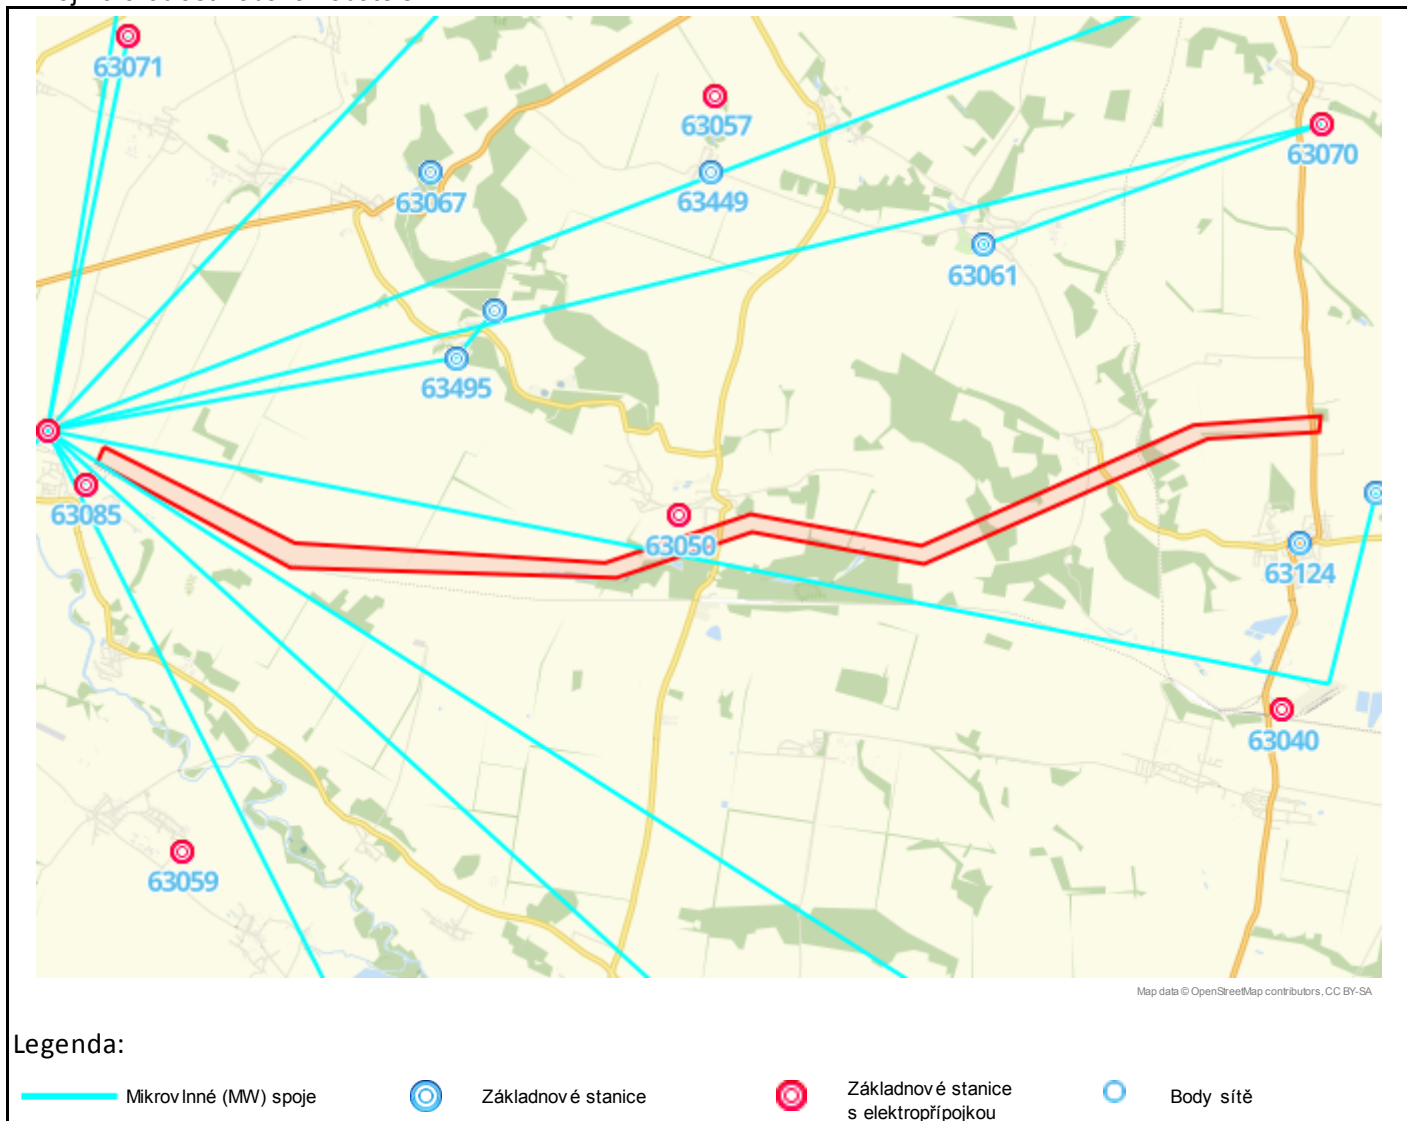 63071
63057
63070
63067
63449
63061
63495
63085
63050
63124
63040
63059
Map data © OpenStreetMap contributors, CC BY-SA
Legenda:
Mikrovlnné (MW) spoje
Základnové stanice
Základnové stanice
s elektropřípojkou
Body sítě